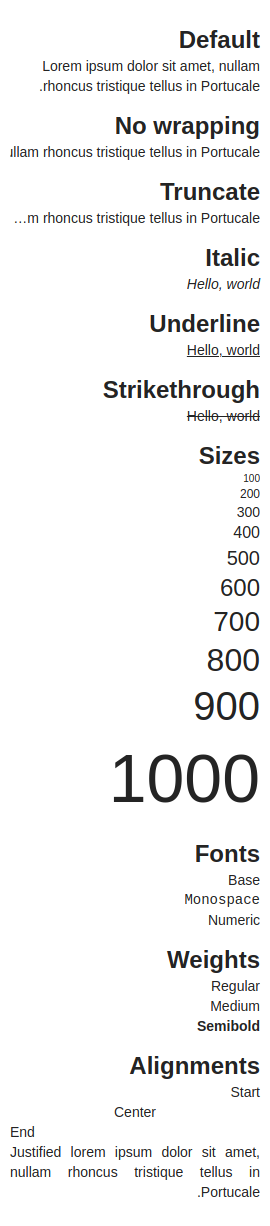 Default
Lorem ipsum dolor sit amet, nullam
.rhoncus tristique tellus in Portucale
No wrapping
rhoncus tristique tellus in Portucale
Truncate
…m rhoncus tristique tellus in Portucale
Italic
Hello, world
Underline
Hello, world
Strikethrough
Hello, world
Sizes
100
200
300
400
500
600
700
800
900
1000
Fonts
Base
Monospace
Numeric
Weights
Regular
Medium
Semibold
Alignments
Start
Center
End
Justified lorem ipsum dolor sit amet,
nullam rhoncus tristique tellus in
.Portucale